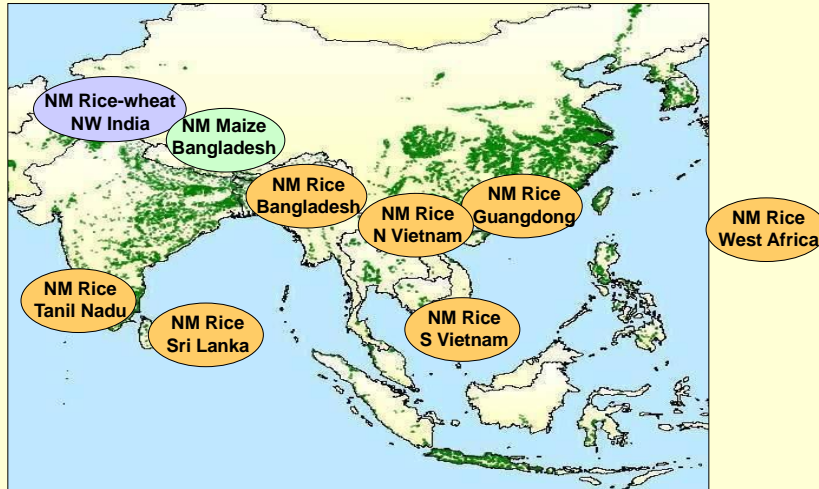 NM Rice-wheat
NW India
NM Maize
Bangladesh
NM Rice
Bangladesh
NM Rice
N Vietnam
NM Rice
Guangdong
NM Rice
West Africa
NM Rice
Tanil Nadu
NM Rice
Sri Lanka
NM Rice
S Vietnam